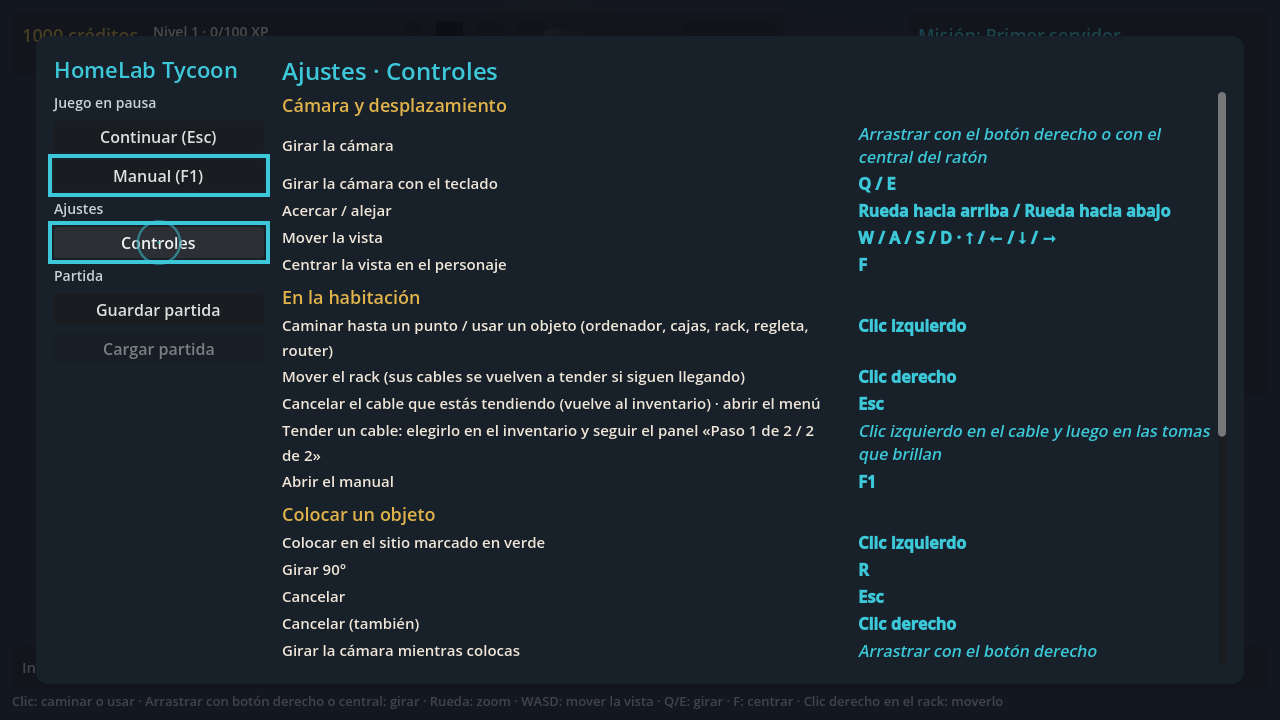 1000 créditos
Nivel 1 · 0/100 XP
Misión: Primer servidor
HomeLab Tycoon
Juego en pausa
Continuar (Esc)
Manual (F1)
Ajustes
Controles
Partida
Guardar partida
Cargar partida
Ajustes · Controles
Cámara y desplazamiento
Girar la cámara
Arrastrar con el botón derecho o con el
central del ratón
Girar la cámara con el teclado
Q / E
Acercar / alejar
Rueda hacia arriba / Rueda hacia abajo
Mover la vista
W / A / S / D · ↑ / ← / ↓ / →
Centrar la vista en el personaje
F
En la habitación
Caminar hasta un punto / usar un objeto (ordenador, cajas, rack, regleta,
router)
Clic izquierdo
Mover el rack (sus cables se vuelven a tender si siguen llegando)
Clic derecho
Cancelar el cable que estás tendiendo (vuelve al inventario) · abrir el menú
Esc
Tender un cable: elegirlo en el inventario y seguir el panel «Paso 1 de 2 / 2
de 2»
Clic izquierdo en el cable y luego en las tomas
que brillan
Abrir el manual
F1
Colocar un objeto
Colocar en el sitio marcado en verde
Clic izquierdo
Girar 90º
R
Cancelar
Esc
Cancelar (también)
Clic derecho
Girar la cámara mientras colocas
Arrastrar con el botón derecho
Clic: caminar o usar · Arrastrar con botón derecho o central: girar · Rueda: zoom · WASD: mover la vista · Q/E: girar · F: centrar · Clic derecho en el rack: moverlo